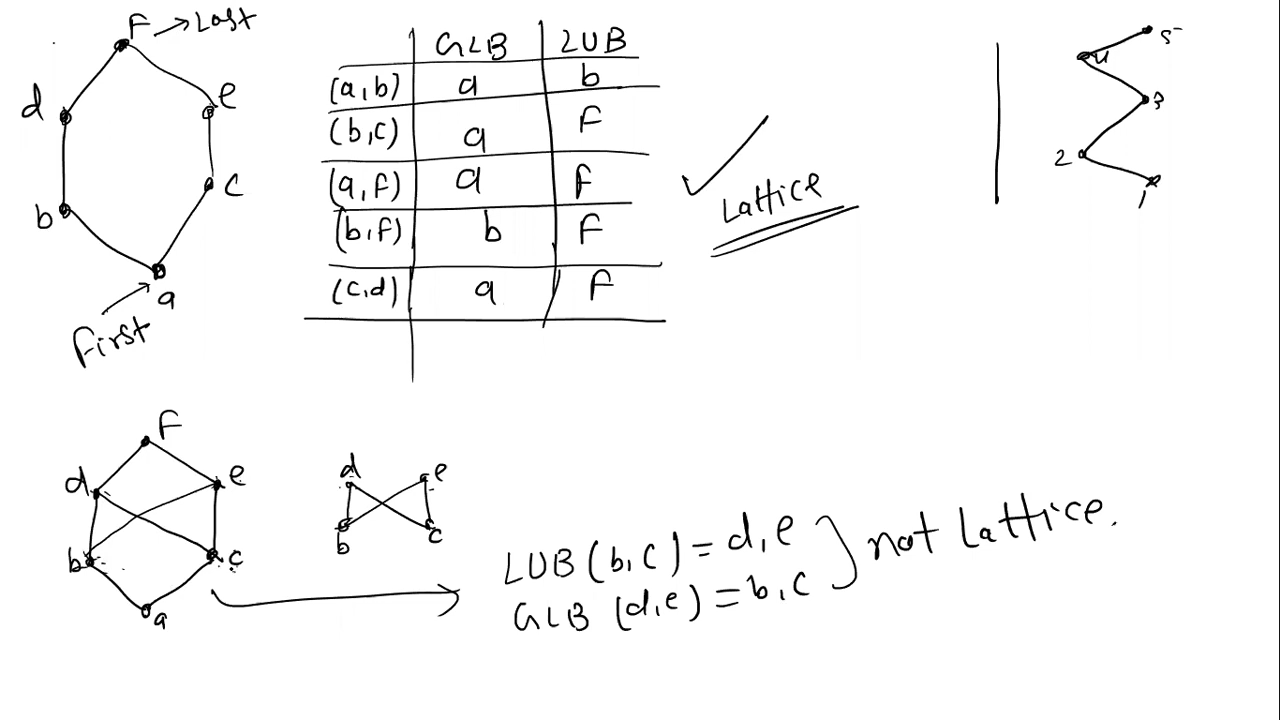 F → Last
d
e
b
c
a
First
GLB LUB
(a,b) a b
(b,c) a F
(a,f) a F
(b,f) b F
(c,d) a F
Lattice
5
4
3
2
1
F
d
e
b
c
a
d
e
b
c
LUB (b,c) = d,e
GLB (d,e) = b,c
} not Lattice.